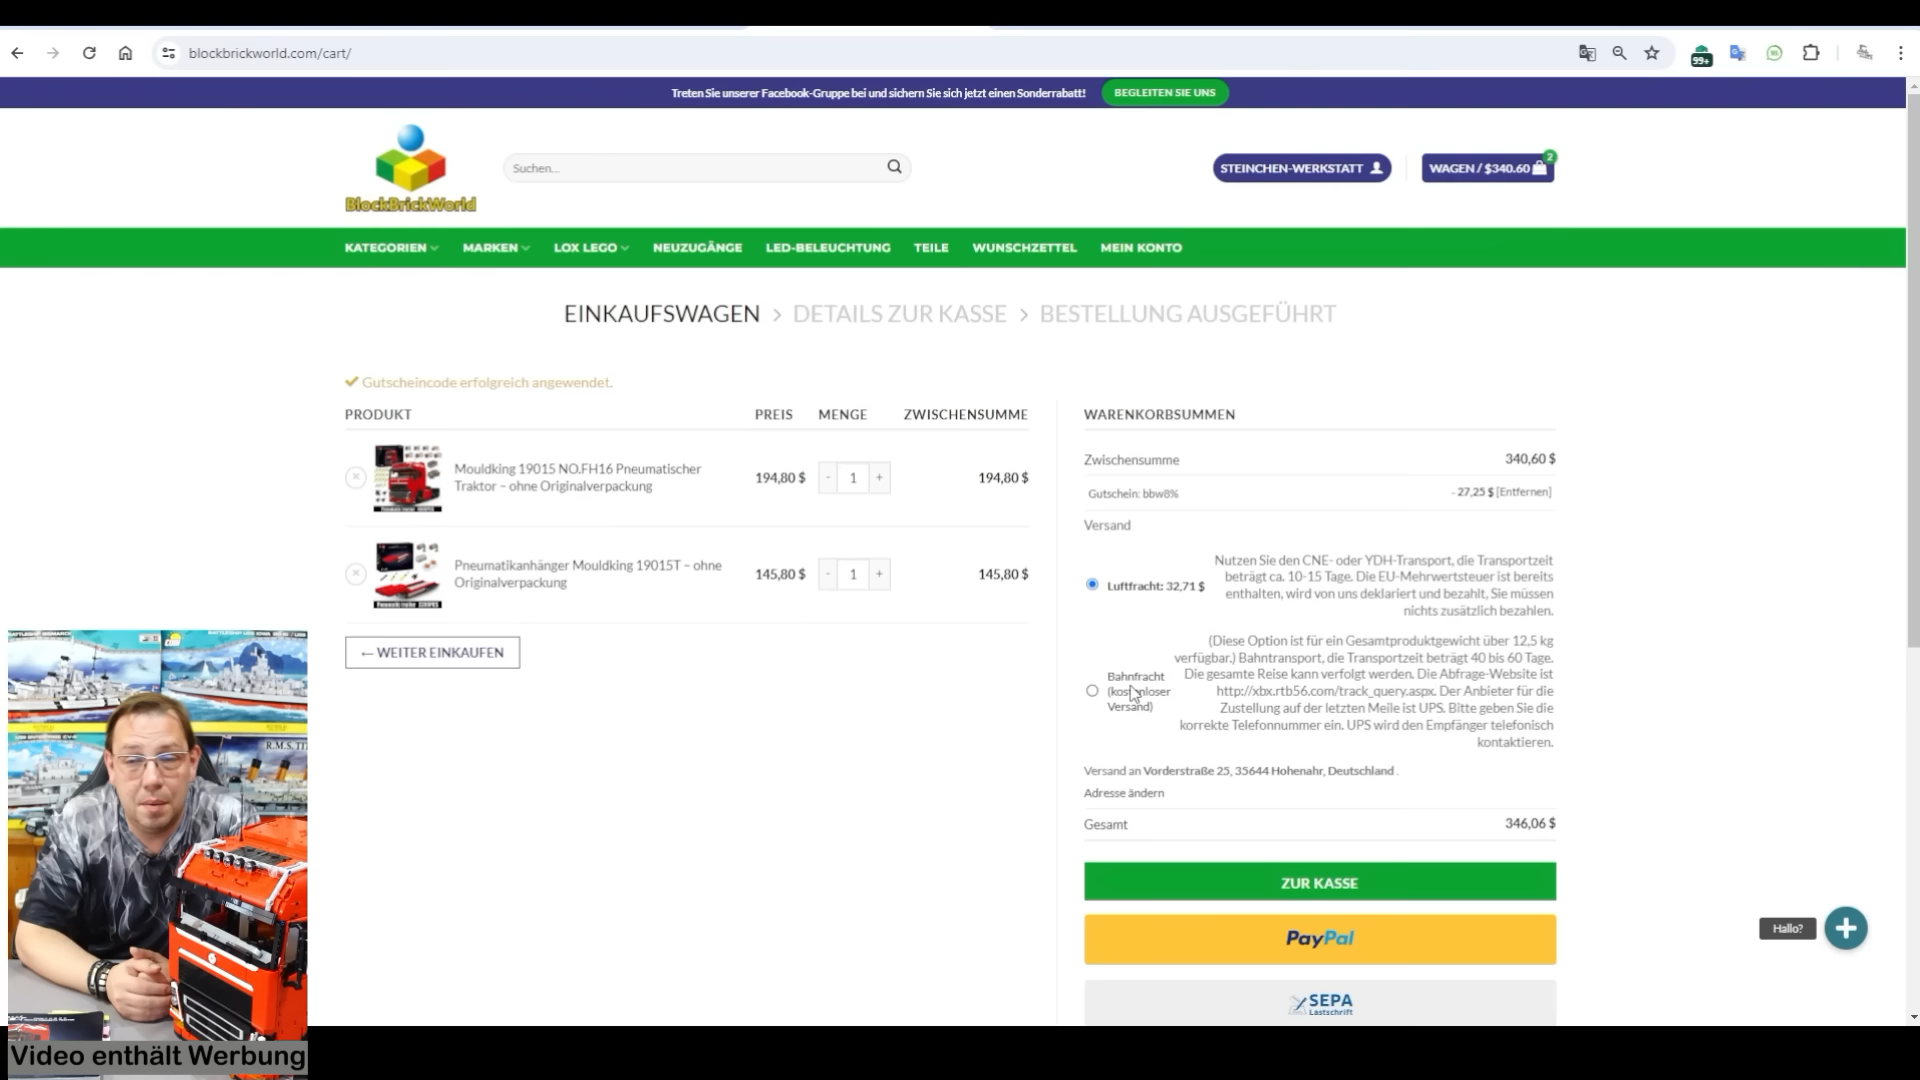 blockbrickworld.com/cart/
99+
Treten Sie unserer Facebook-Gruppe bei und sichern Sie sich jetzt einen Sonderrabatt!
BEGLEITEN SIE UNS
BlockBrickWorld
Suchen...
STEINCHEN-WERKSTATT
WAGEN / $340.60
2
KATEGORIEN
MARKEN
LOX LEGO
NEUZUGÄNGE
LED-BELEUCHTUNG
TEILE
WUNSCHZETTEL
MEIN KONTO
EINKAUFSWAGEN > DETAILS ZUR KASSE > BESTELLUNG AUSGEFÜHRT
Gutscheincode erfolgreich angewendet.
PRODUKT PREIS MENGE ZWISCHENSUMME
Mouldking 19015 NO.FH16 Pneumatischer
Traktor – ohne Originalverpackung
194,80 $ - 1 + 194,80 $
Pneumatikanhänger Mouldking 19015T – ohne
Originalverpackung
145,80 $ - 1 + 145,80 $
← WEITER EINKAUFEN
WARENKORBSUMMEN
Zwischensumme 340,60 $
Gutschein: bbw8% - 27,25 $ [Entfernen]
Versand
Luftfracht: 32,71 $
Nutzen Sie den CNE- oder YDH-Transport, die Transportzeit
beträgt ca. 10-15 Tage. Die EU-Mehrwertsteuer ist bereits
enthalten, wird von uns deklariert und bezahlt, Sie müssen
nichts zusätzlich bezahlen.
Bahnfracht
(kostenloser
Versand)
(Diese Option ist für ein Gesamtproduktgewicht über 12,5 kg
verfügbar.) Bahntransport, die Transportzeit beträgt 40 bis 60 Tage.
Die gesamte Reise kann verfolgt werden. Die Abfrage-Website ist
http://xbx.rtb56.com/track_query.aspx. Der Anbieter für die
Zustellung auf der letzten Meile ist UPS. Bitte geben Sie die
korrekte Telefonnummer ein. UPS wird den Empfänger telefonisch
kontaktieren.
Versand an Vorderstraße 25, 35644 Hohenahr, Deutschland .
Adresse ändern
Gesamt 346,06 $
ZUR KASSE
PayPal
SEPA
Lastschrift
Hallo?
R.M.S. TI
Video enthält Werbung